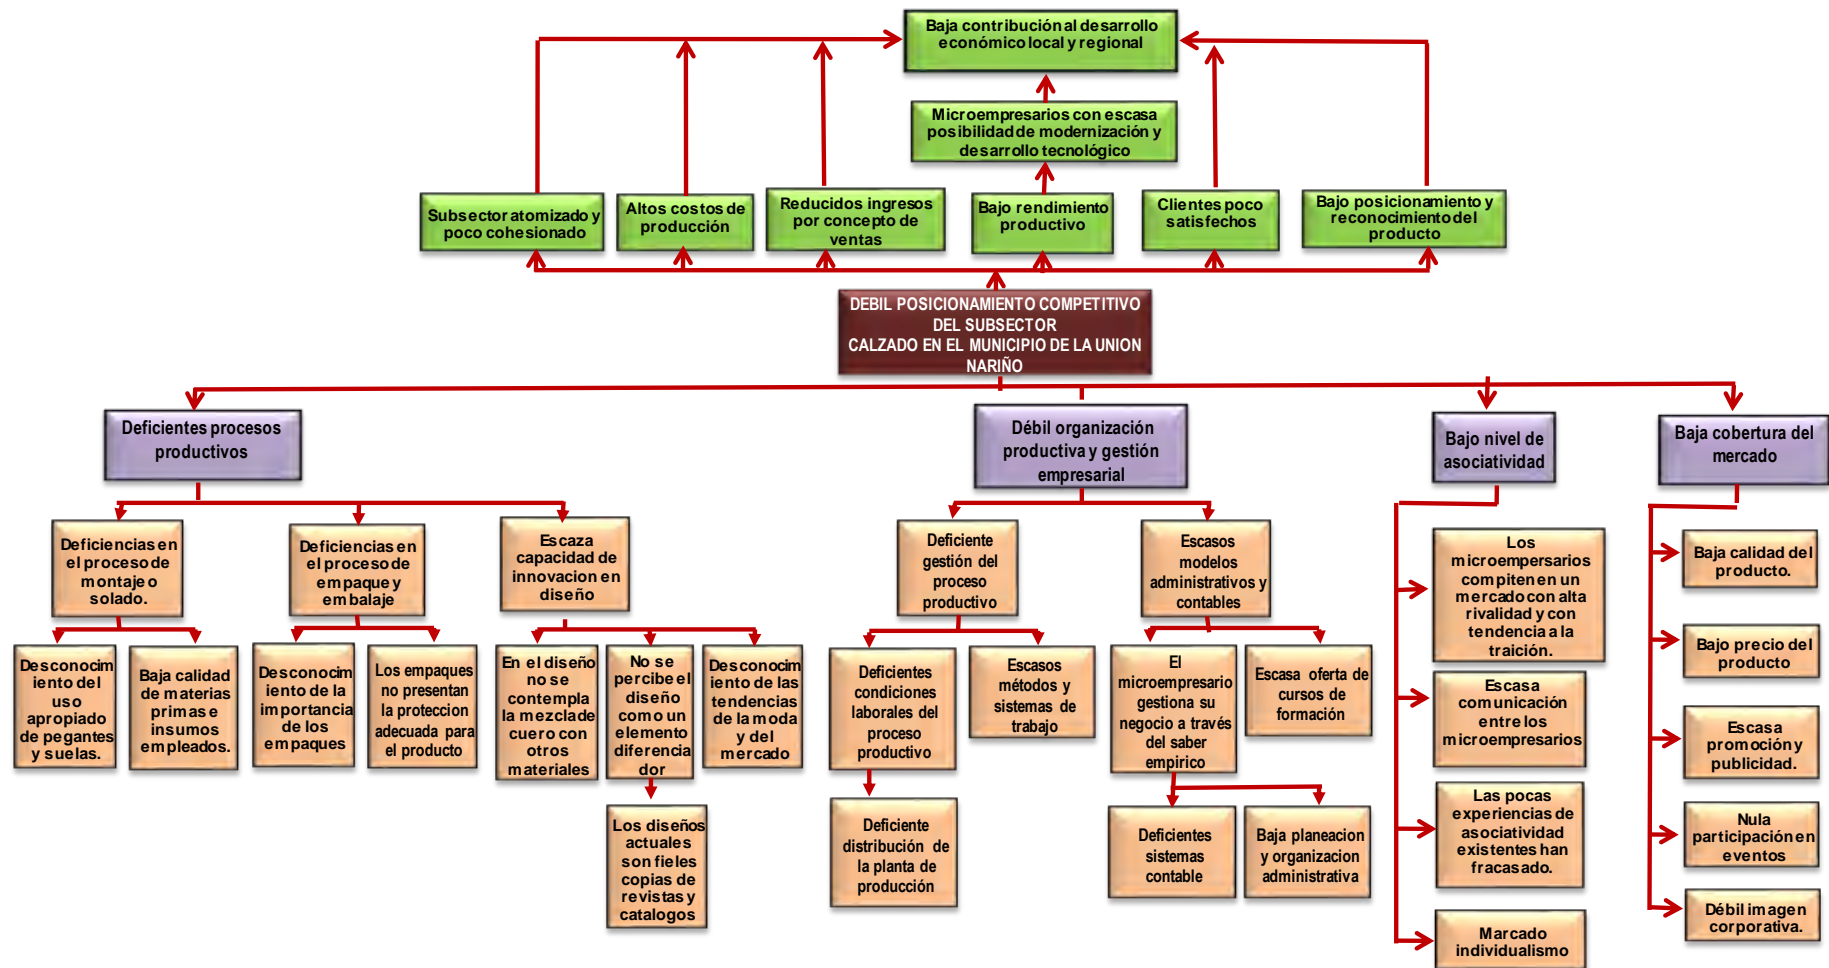 Baja contribución al desarrollo
económico local y regional
Microempresarios con escasa
posibilidad de modernización y
desarrollo tecnológico
Subsector atomizado y
poco cohesionado
Altos costos de
producción
Reducidos ingresos
por concepto de
ventas
Bajo rendimiento
productivo
Clientes poco
satisfechos
Bajo posicionamiento y
reconocimiento del
producto
DEBIL POSICIONAMIENTO COMPETITIVO
DEL SUBSECTOR
CALZADO EN EL MUNICIPIO DE LA UNION
NARIÑO
Deficientes procesos
productivos
Débil organización
productiva y gestión
empresarial
Bajo nivel de
asociatividad
Baja cobertura del
mercado
Deficiencias en
el proceso de
montaje o
solado.
Deficiencias en
el proceso de
empaque y
embalaje
Escaza
capacidad de
innovacion en
diseño
Deficiente
gestión del
proceso
productivo
Escasos
modelos
administrativos y
contables
Desconocim
iento del
uso
apropiado
de pegantes
y suelas.
Baja calidad
de materias
primas e
insumos
empleados.
Desconocim
iento de la
importancia
de los
empaques
Los empaques
no presentan
la proteccion
adecuada para
el producto
En el diseño
no se
contempla
la mezcla de
cuero con
otros
materiales
No se
percibe el
diseño
como un
elemento
diferencia
dor
Desconocim
iento de las
tendencias
de la moda
y del
mercado
Los diseños
actuales
son fieles
copias de
revistas y
catalogos
Deficientes
condiciones
laborales del
proceso
productivo
Escasos
métodos y
sistemas de
trabajo
Deficiente
distribución de
la planta de
producción
El
microempresario
gestiona su
negocio a través
del saber
empirico
Escasa oferta de
cursos de
formación
Deficientes
sistemas
contable
Baja planeacion
y organizacion
administrativa
Los
microempersarios
compiten en un
mercado con alta
rivalidad y con
tendencia a la
traición.
Escasa
comunicación
entre los
microempresarios
Las pocas
experiencias de
asociatividad
existentes han
fracasado.
Marcado
individualismo
Baja calidad del
producto.
Bajo precio del
producto
Escasa
promoción y
publicidad.
Nula
participación en
eventos
Débil imagen
corporativa.